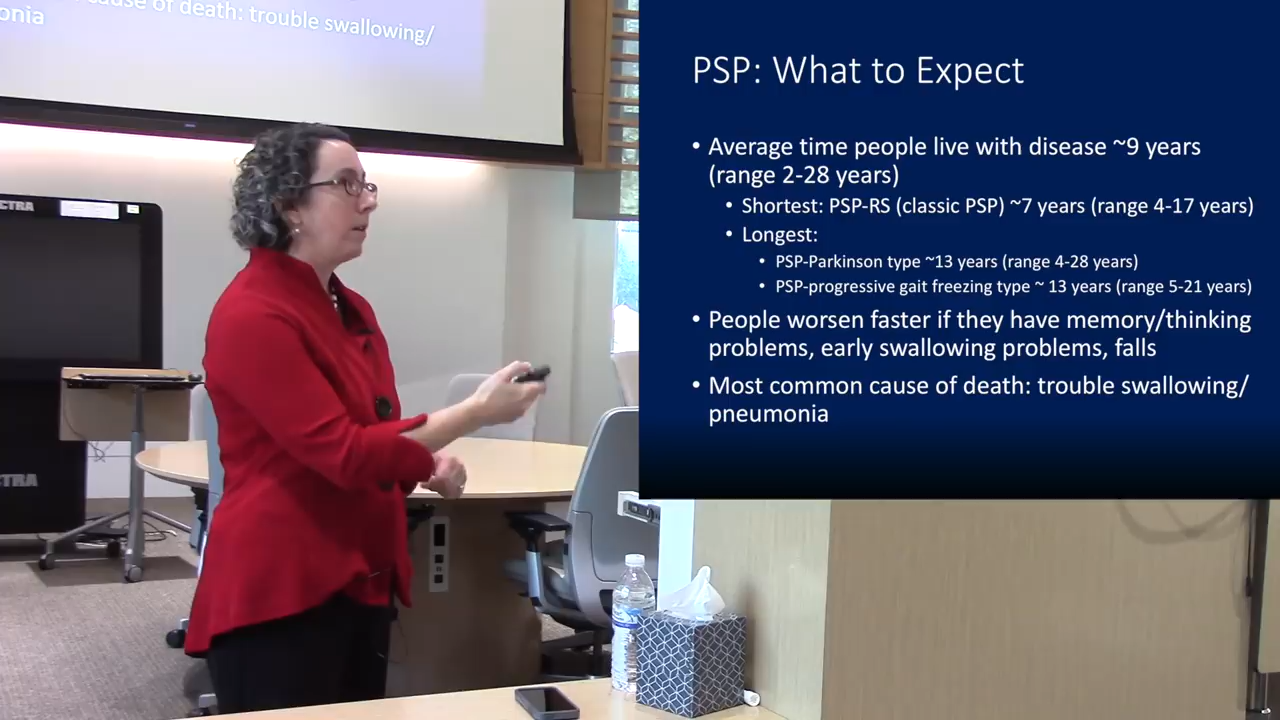 cause of death: trouble swallowing/
onia
CTRA
CTRA
PSP: What to Expect
• Average time people live with disease ~9 years
(range 2-28 years)
• Shortest: PSP-RS (classic PSP) ~7 years (range 4-17 years)
• Longest:
• PSP-Parkinson type ~13 years (range 4-28 years)
• PSP-progressive gait freezing type ~ 13 years (range 5-21 years)
• People worsen faster if they have memory/thinking
problems, early swallowing problems, falls
• Most common cause of death: trouble swallowing/
pneumonia